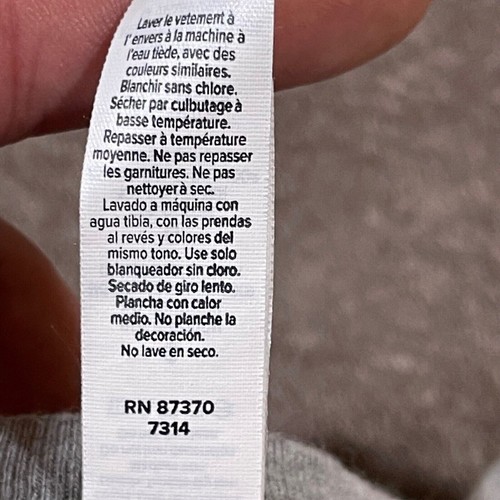 Laver le vetement à
l'envers à la machine à
l'eau tiède, avec des
couleurs similaires.
Blanchir sans chlore.
Sécher par culbutage à
basse température.
Repasser à température
moyenne. Ne pas repasser
les garnitures. Ne pas
nettoyer à sec.
Lavado a máquina con
agua tibia, con las prendas
al revés y colores del
mismo tono. Use solo
blanqueador sin cloro.
Secado de giro lento.
Plancha con calor
medio. No planche la
decoración.
No lave en seco.
RN 87370
7314